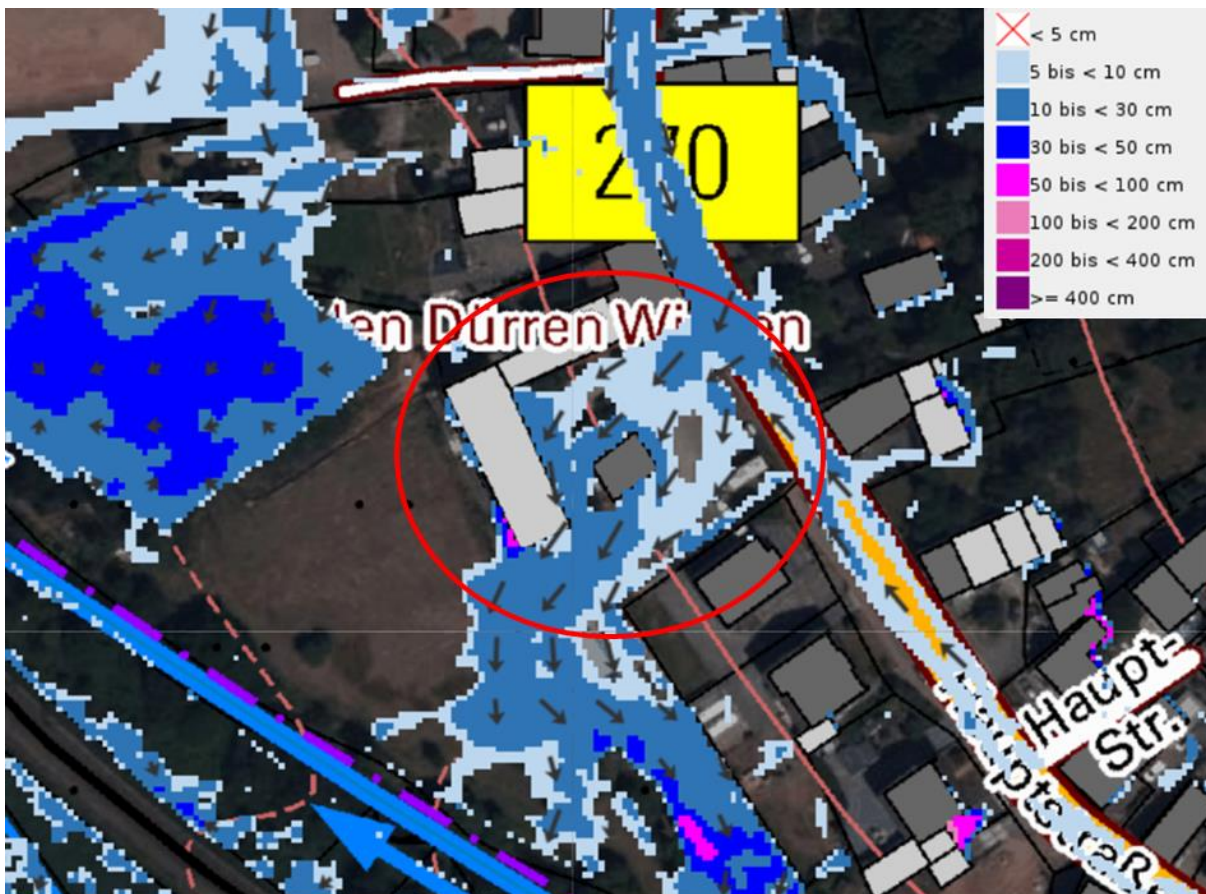 < 5 cm
5 bis < 10 cm
10 bis < 30 cm
30 bis < 50 cm
50 bis < 100 cm
100 bis < 200 cm
200 bis < 400 cm
>= 400 cm
Dürren
Haupt-
Str.